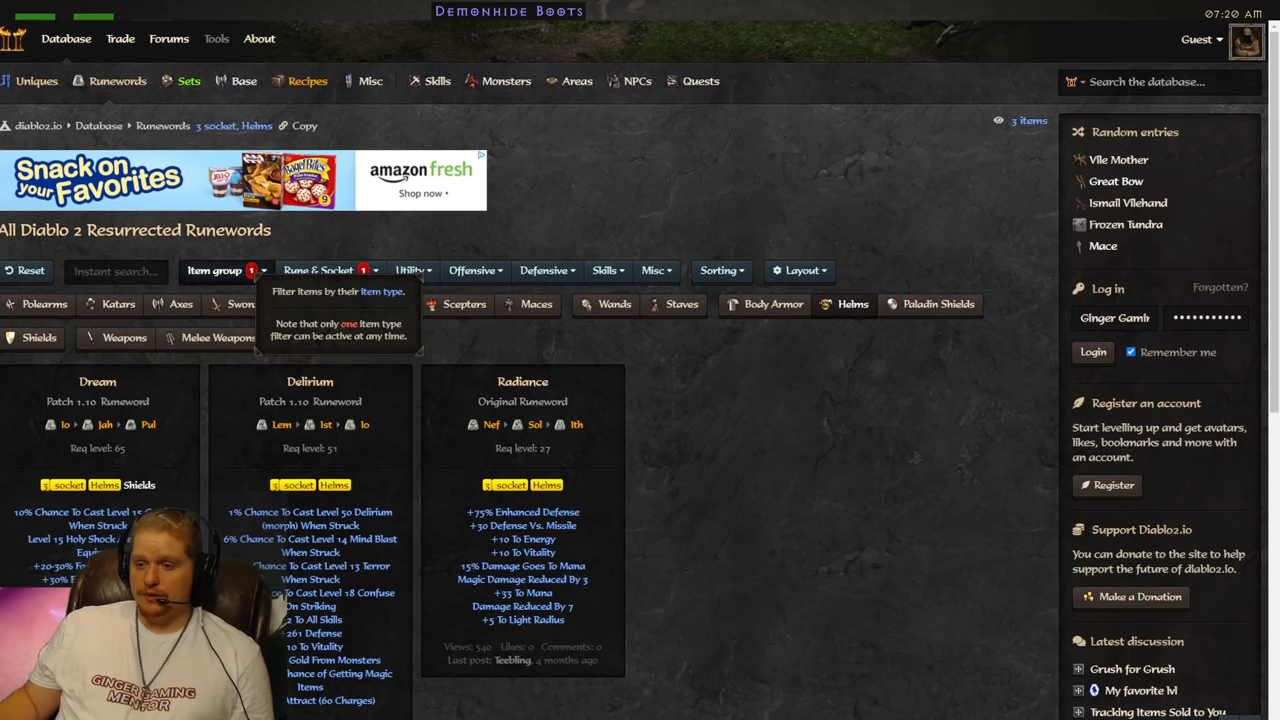 Demonhide Boots
07:20 AM
Database Trade Forums Tools About
Guest
Uniques Runewords Sets Base Recipes Misc Skills Monsters Areas NPCs Quests
Search the database...
diablo2.io Database Runewords 3 socket, Helms Copy
3 items
Snack on your Favorites
amazon fresh
Shop now
All Diablo 2 Resurrected Runewords
Reset Instant search... Item group 1 Rune & Socket 1 Utility Offensive Defensive Skills Misc Sorting Layout
Filter items by their item type.
Note that only one item type
filter can be active at any time.
Polearms Katars Axes Swor Scepters Maces Wands Staves Body Armor Helms Paladin Shields
Shields Weapons Melee Weapons
Dream
Patch 1.10 Runeword
Io Jah Pul
Req level: 65
3 socket Helms Shields
10% Chance To Cast Level 15
When Struck
Level 15 Holy Shock
Equi
+20-30%
+30%
Delirium
Patch 1.10 Runeword
Lem Ist Io
Req level: 51
3 socket Helms
1% Chance To Cast Level 50 Delirium
(morph) When Struck
6% Chance To Cast Level 14 Mind Blast
When Struck
Chance To Cast Level 13 Terror
When Struck
To Cast Level 18 Confuse
On Striking
2 To All Skills
+261 Defense
10 To Vitality
Gold From Monsters
hance of Getting Magic
Items
Attract (60 Charges)
Radiance
Original Runeword
Nef Sol Ith
Req level: 27
3 socket Helms
+75% Enhanced Defense
+30 Defense Vs. Missile
+10 To Energy
+10 To Vitality
15% Damage Goes To Mana
Magic Damage Reduced By 3
+33 To Mana
Damage Reduced By 7
+5 To Light Radius
Views: 540 Likes: 0 Comments: 0
Last post: Teebling, 4 months ago
GINGER GAMING
MENTOR
Random entries
Vile Mother
Great Bow
Ismail Vilehand
Frozen Tundra
Mace
Log in
Forgotten?
Ginger Gamin
Login Remember me
Register an account
Start levelling up and get avatars,
likes, bookmarks and more with
an account.
Register
Support Diablo2.io
You can donate to the site to help
support the future of diablo2.io.
Make a Donation
Latest discussion
Grush for Grush
My favorite lvl
Tracking Items Sold to You